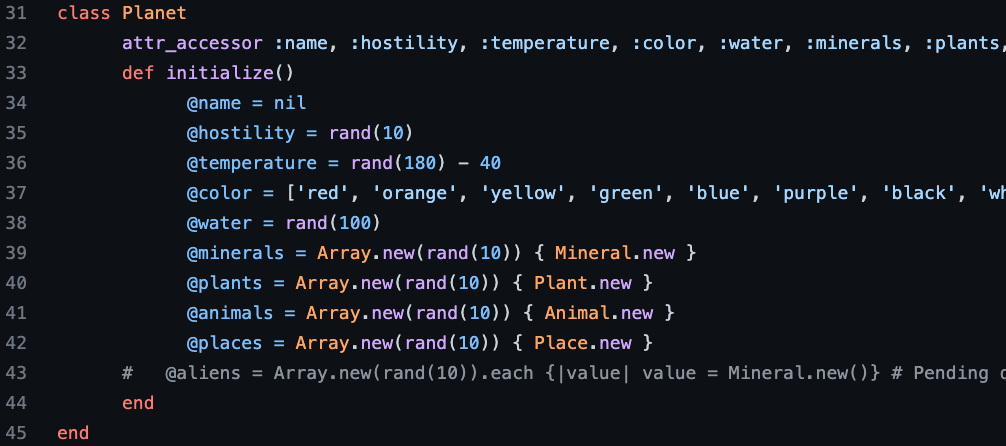 31 class Planet
32 attr_accessor :name, :hostility, :temperature, :color, :water, :minerals, :plants,
33 def initialize()
34 @name = nil
35 @hostility = rand(10)
36 @temperature = rand(180) - 40
37 @color = ['red', 'orange', 'yellow', 'green', 'blue', 'purple', 'black', 'wh
38 @water = rand(100)
39 @minerals = Array.new(rand(10)) { Mineral.new }
40 @plants = Array.new(rand(10)) { Plant.new }
41 @animals = Array.new(rand(10)) { Animal.new }
42 @places = Array.new(rand(10)) { Place.new }
43 # @aliens = Array.new(rand(10)).each {|value| value = Mineral.new()} # Pending
44 end
45 end